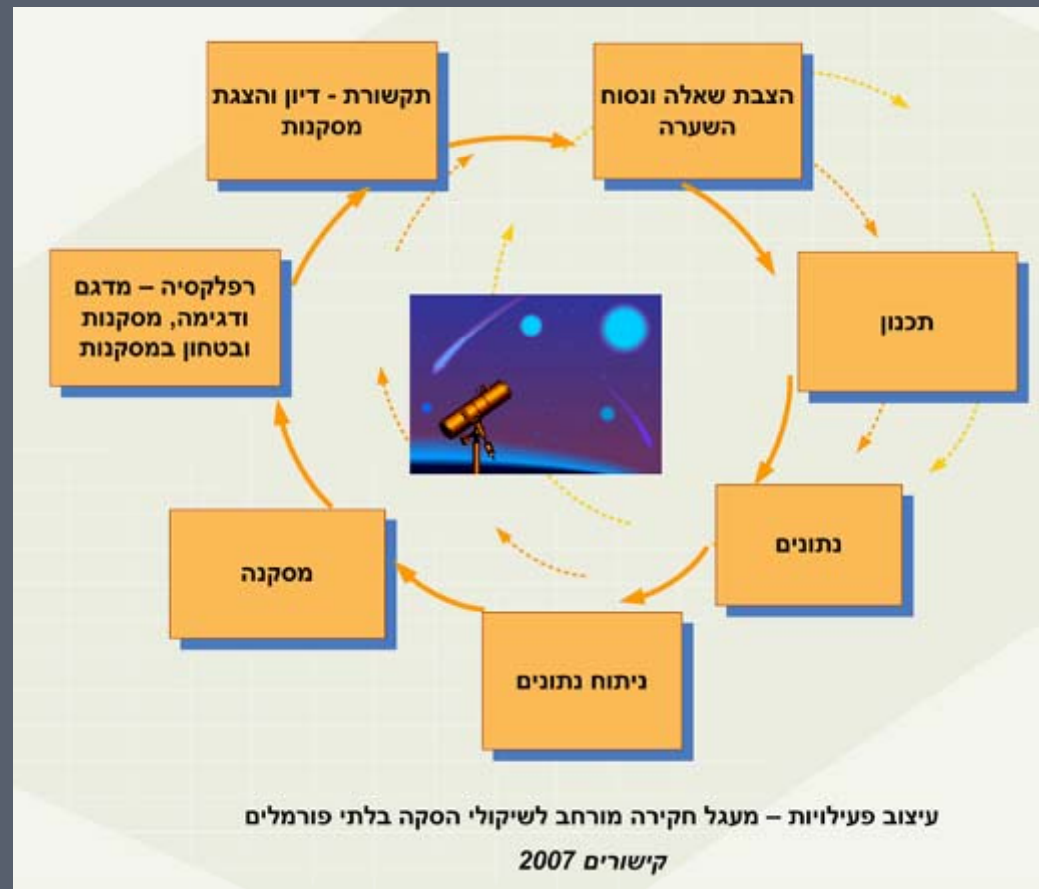 הצבת שאלה ונסוח
השערה
תכנון
נתונים
ניתוח נתונים
מסקנה
רפלקסיה – מדגם
ודגימה, מסקנות
ובטחון במסקנות
תקשורת - דיון והצגת
מסקנות
עיצוב פעילויות – מעגל חקירה מורחב לשיקולי הסקה בלתי פורמלים
קישורים 2007